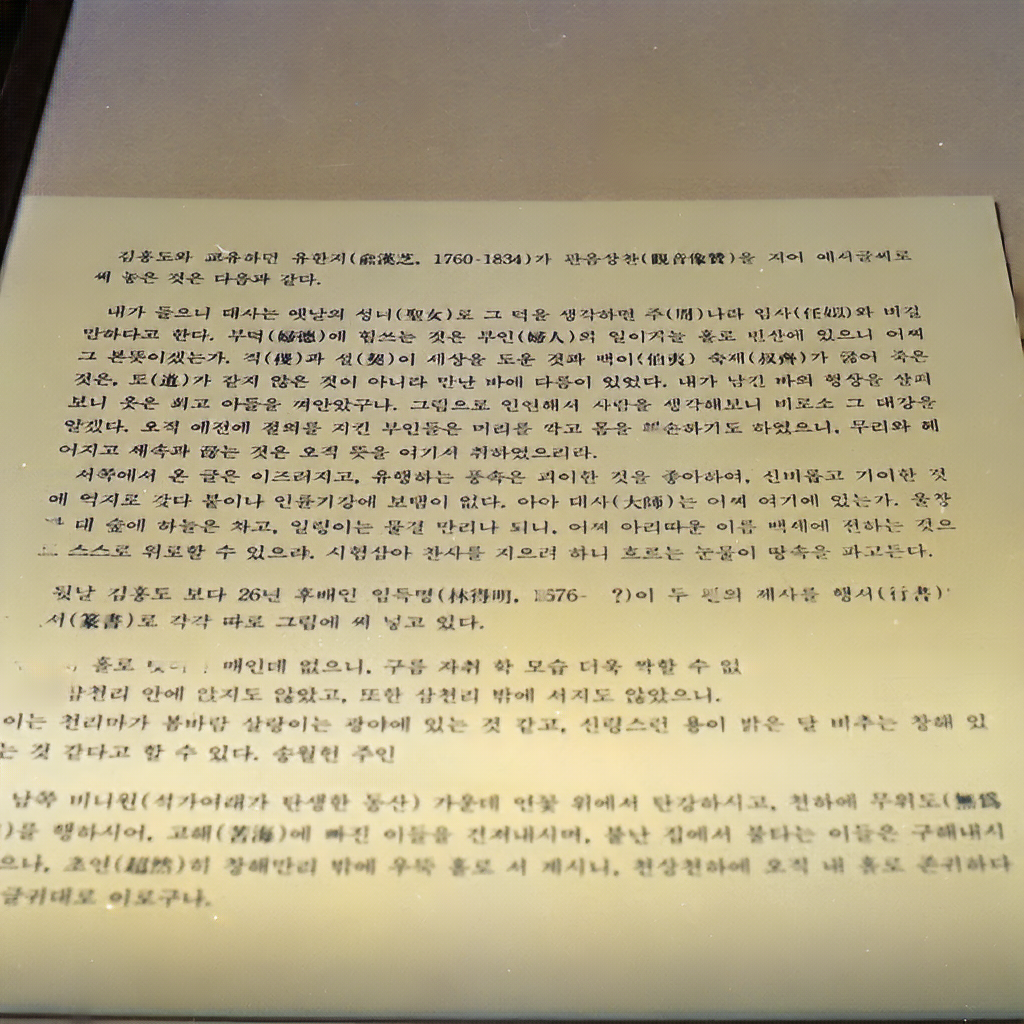 김홍도와 교유하던 유한지(兪漢芝, 1760-1834)가 관음상찬(觀音像贊)을 지어 예서글씨로
써 놓은 것은 다음과 같다.
내가 들으니 대사는 옛날의 성녀(聖女)로 그 덕을 생각하면 주(周)나라 임사(任姒)와 비길
만하다고 한다. 부덕(婦德)에 힘쓰는 것은 부인(婦人)의 일이거늘 홀로 빈산에 있으니 어찌
그 본뜻이겠는가. 직(稷)과 설(契)이 세상을 도운 것과 백이(伯夷) 숙제(叔齊)가 굶어 죽은
것은, 도(道)가 같지 않은 것이 아니라 만난 바에 다름이 있었다. 내가 남긴 바의 형상을 살펴
보니 옷은 희고 아들을 껴안았구나. 그림으로 인연해서 사람을 생각해보니 비로소 그 대강을
알겠다. 오직 예전에 절의를 지킨 부인들은 머리를 깍고 몸을 훼손하기도 하였으니, 무리와 헤
어지고 세속과 끊는 것은 오직 뜻을 여기서 취하였으리라.
서쪽에서 온 글은 이즈러지고, 유행하는 풍속은 괴이한 것을 좋아하여, 신비롭고 기이한 것
에 억지로 갖다 붙이나 인륜기강에 보탬이 없다. 아아 대사(大師)는 어찌 여기에 있는가. 울창
대 숲에 하늘은 차고, 일렁이는 물결 만리나 되니, 어찌 아리따운 이름 백세에 전하는 것으
스스로 위로할 수 있으랴. 시험삼아 찬사를 지으려 하니 흐르는 눈물이 땅속을 파고든다.
뒷날 김홍도 보다 26년 후배인 임득명(林得明, ?)이 두 편의 제사를 행서(行書)
서(篆書)로 각각 따로 그림에 써 넣고 있다.
홀로 매인데 없으니, 구름 자취 학 모습 더욱 짝할 수 없
삼천리 안에 앉지도 않았고, 또한 삼천리 밖에 서지도 않았으니.
이는 천리마가 봄바람 살랑이는 광야에 있는 것 같고, 신령스런 용이 밝은 달 비추는 창해 있
는 것 같다고 할 수 있다. 송월헌 주인
남쪽 비니원(석가여래가 탄생한 동산) 가운데 연꽃 위에서 탄강하시고, 천하에 무위도(無爲
)를 행하시어, 고해(苦海)에 빠진 이들을 건져내시며, 불난 집에서 불타는 이들은 구해내시
으나, 초연(超然)히 창해만리 밖에 우뚝 홀로 서 계시니, 천상천하에 오직 내 홀로 존귀하다
글귀대로 이로구나.